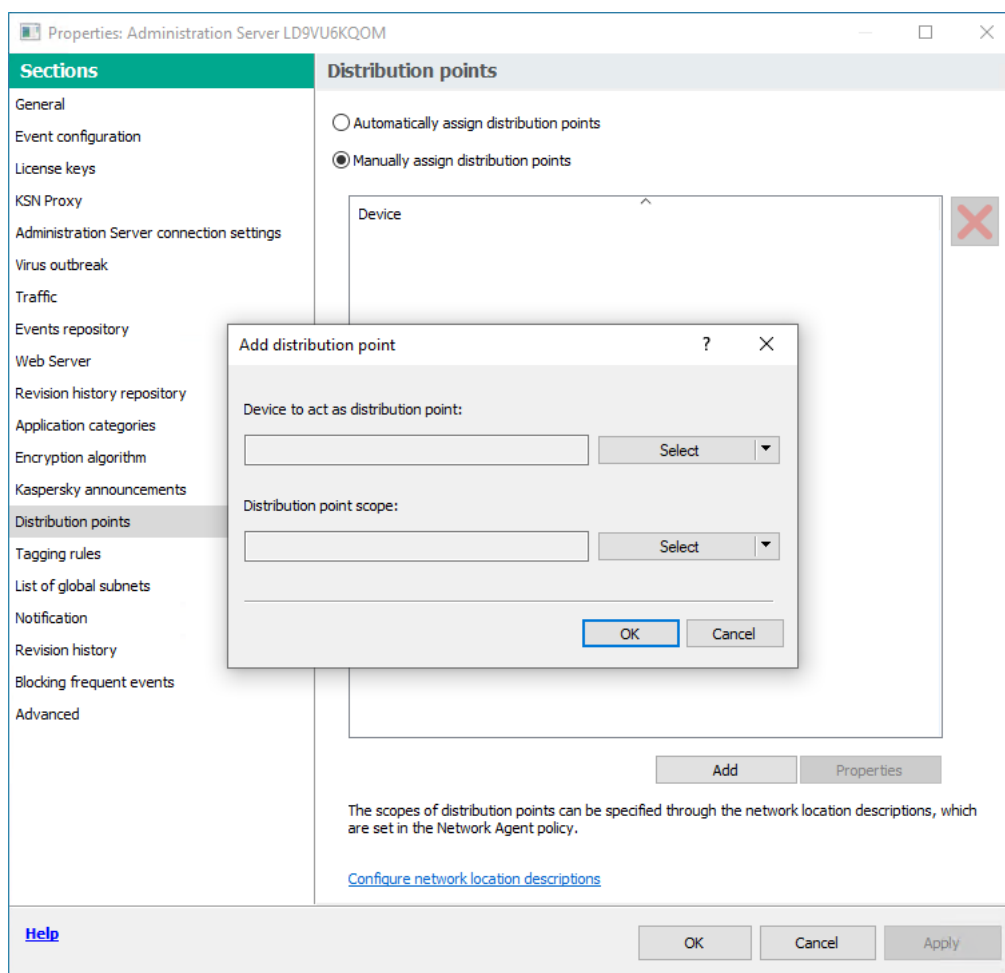 Properties: Administration Server LD9VU6KQOM
Sections
General
Event configuration
License keys
KSN Proxy
Administration Server connection settings
Virus outbreak
Traffic
Events repository
Web Server
Revision history repository
Application categories
Encryption algorithm
Kaspersky announcements
Distribution points
Tagging rules
List of global subnets
Notification
Revision history
Blocking frequent events
Advanced
Distribution points
Automatically assign distribution points
Manually assign distribution points
Device
Add distribution point
?
Device to act as distribution point:
Select
Distribution point scope:
Select
OK Cancel
Add Properties
The scopes of distribution points can be specified through the network location descriptions, which
are set in the Network Agent policy.
Configure network location descriptions
Help
OK Cancel Apply